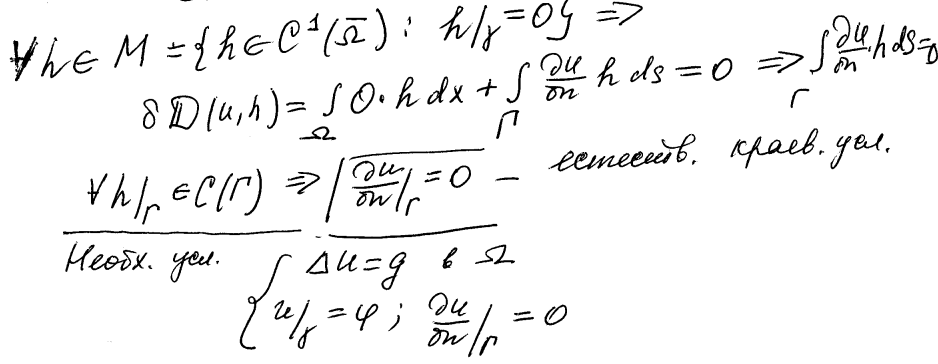 ∀h ∈ M = {h ∈ C¹(Ω̄) : h/γ = 0} ⇒
δD(u,h) = ∫_Ω 0·h dx + ∫_Γ ∂u/∂n h ds = 0 ⇒ ∫_Γ ∂u/∂n h ds = 0
∀h/Γ ∈ C(Γ) ⇒ ∂u/∂n|Γ = 0 – естеств. краев. усл.
Необх. усл. { Δu = g в Ω
u/γ = φ ; ∂u/∂n/Γ = 0